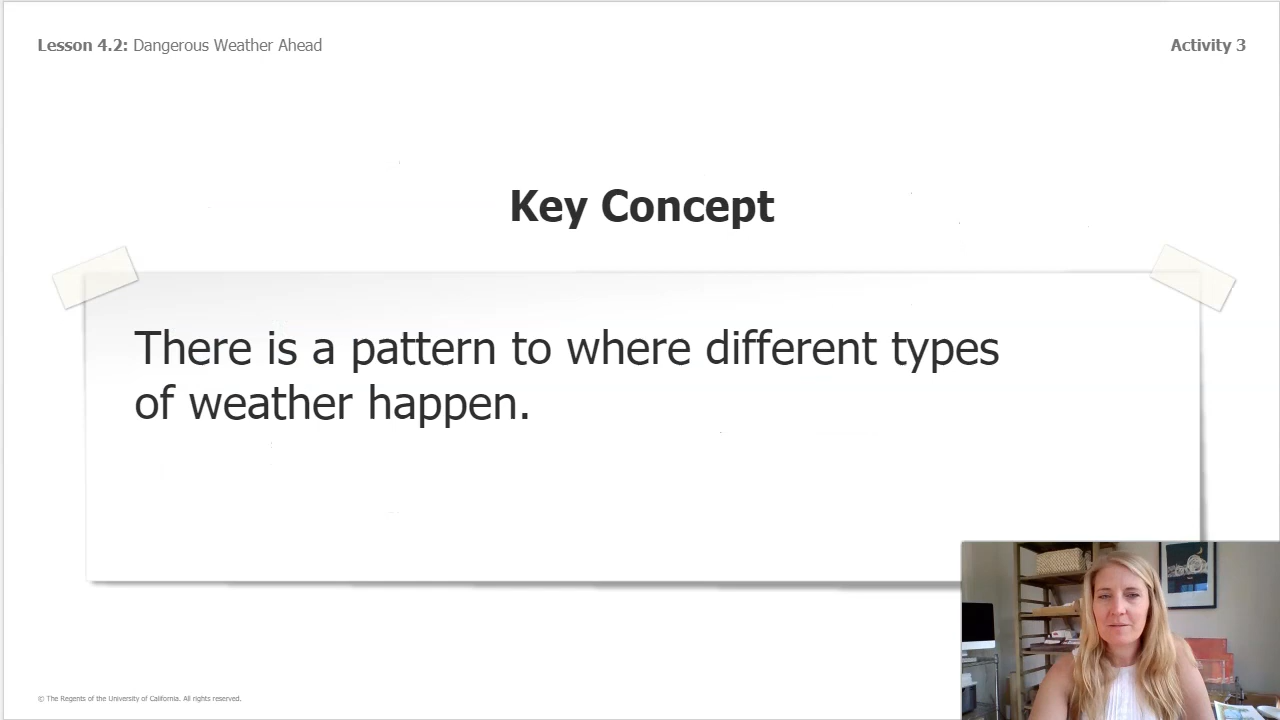 Lesson 4.2: Dangerous Weather Ahead
Activity 3
Key Concept
There is a pattern to where different types
of weather happen.
© The Regents of the University of California. All rights reserved.